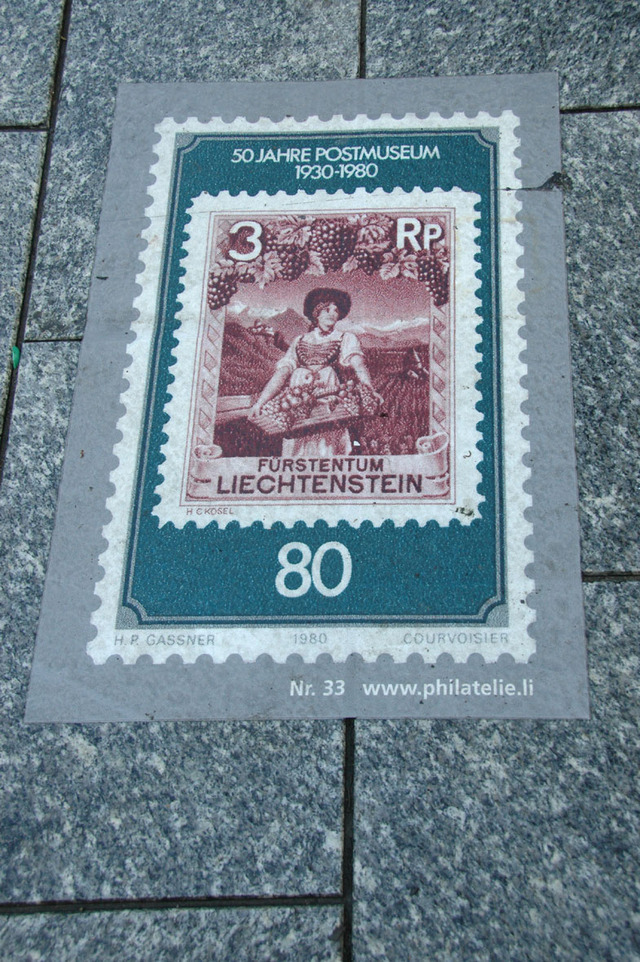 50 JAHRE POSTMUSEUM
1930-1980
3 RP
FÜRSTENTUM
LIECHTENSTEIN
H C KOSEL
80
H. P. GASSNER 1980 COURVOISIER
Nr. 33 www.philatelie.li